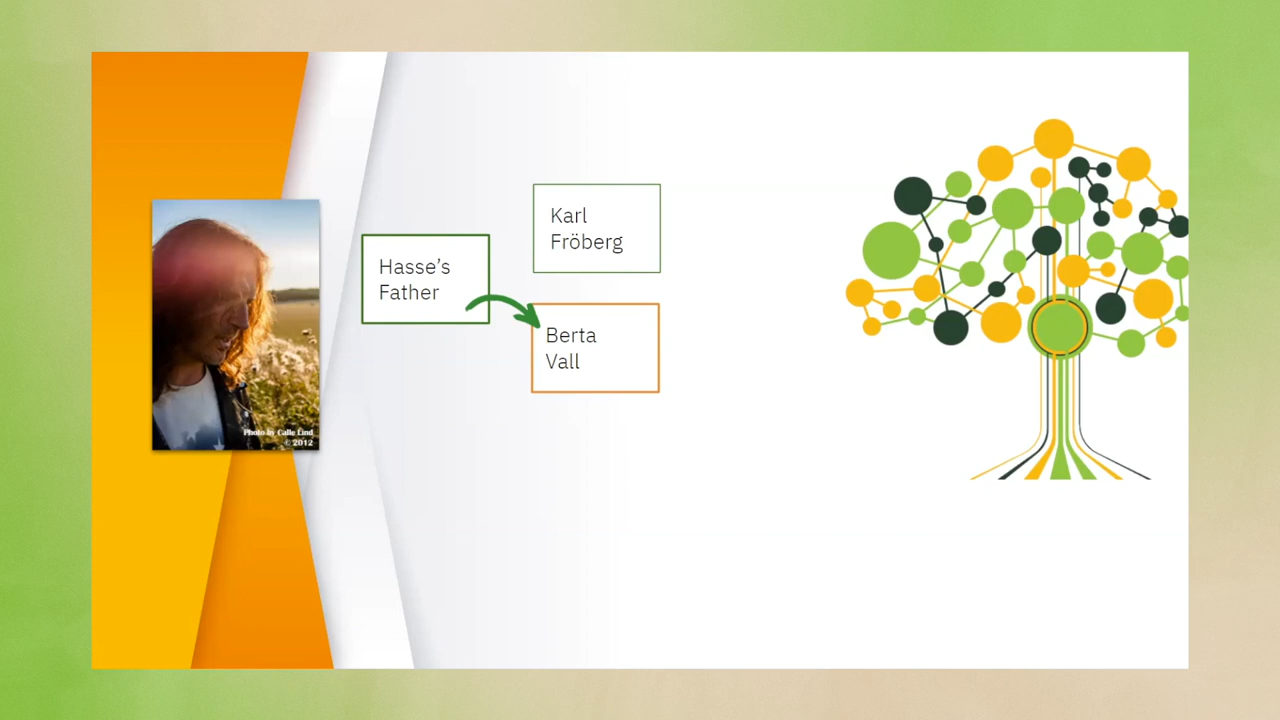 Karl
Fröberg
Hasse’s
Father
Berta
Vall
Photo by Calle Lind
© 2012